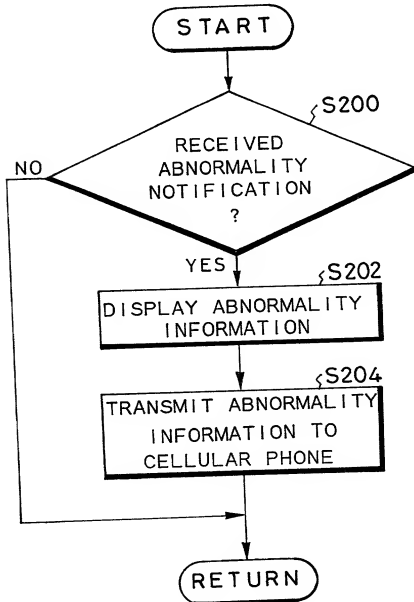 START
S200
RECEIVED
ABNORMALITY
NOTIFICATION
?
NO
YES
S202
DISPLAY ABNORMALITY
INFORMATION
S204
TRANSMIT ABNORMALITY
INFORMATION TO
CELLULAR PHONE
RETURN